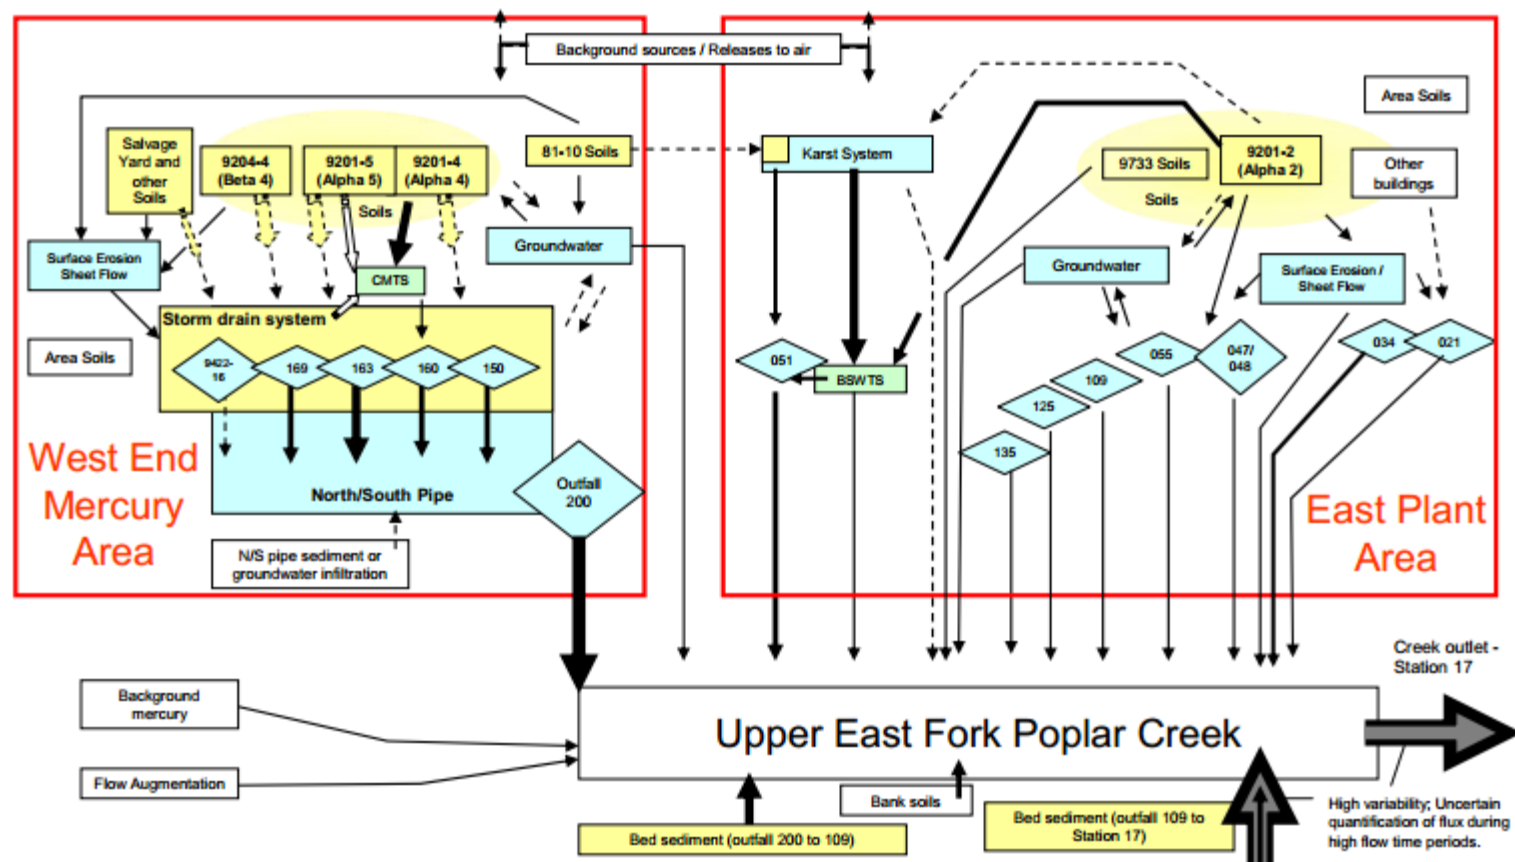 Background sources / Releases to air
Area Soils
Salvage
Yard and
other
Soils
9204-4
(Beta 4)
9201-5
(Alpha 5)
9201-4
(Alpha 4)
Soils
81-10 Soils
Karst System
9733 Soils
9201-2
(Alpha 2)
Soils
Other
buildings
Surface Erosion
Sheet Flow
CMTS
Groundwater
Groundwater
Surface Erosion /
Sheet Flow
Storm drain system
Area Soils
9422-
16
169
163
160
150
051
BSWTS
135
125
109
055
047/
048
034
021
West End
Mercury
Area
North/South Pipe
Outfall
200
N/S pipe sediment or
groundwater infiltration
East Plant
Area
Creek outlet -
Station 17
Background
mercury
Flow Augmentation
Upper East Fork Poplar Creek
Bank soils
Bed sediment (outfall 200 to 109)
Bed sediment (outfall 109 to
Station 17)
High variability; Uncertain
quantification of flux during
high flow time periods.